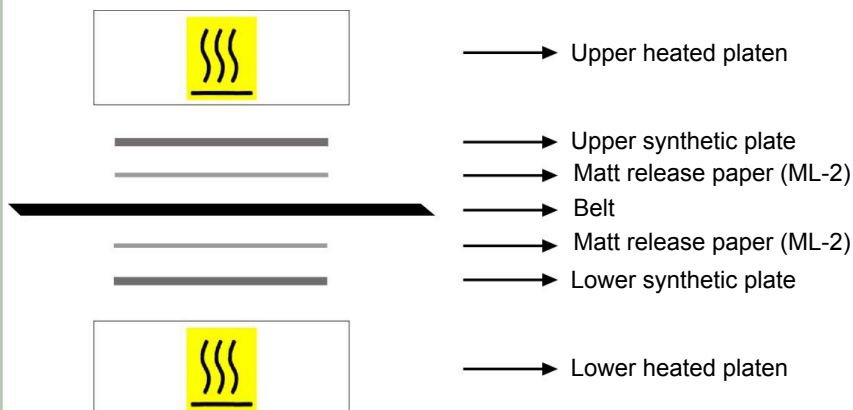 Upper heated platen
Upper synthetic plate
Matt release paper (ML-2)
Belt
Matt release paper (ML-2)
Lower synthetic plate
Lower heated platen